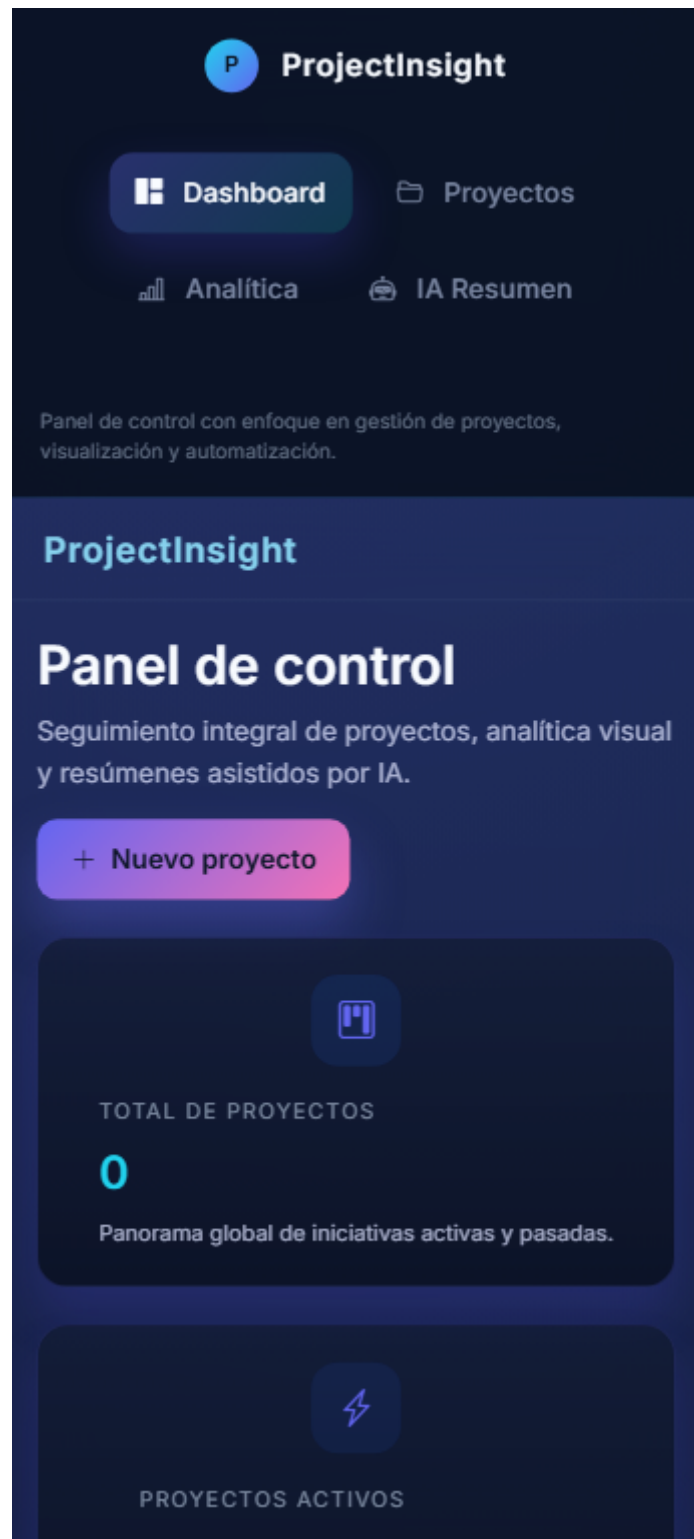 P ProjectInsight
Dashboard Proyectos
Analítica IA Resumen
Panel de control con enfoque en gestión de proyectos,
visualización y automatización.
ProjectInsight
Panel de control
Seguimiento integral de proyectos, analítica visual
y resúmenes asistidos por IA.
+ Nuevo proyecto
TOTAL DE PROYECTOS
0
Panorama global de iniciativas activas y pasadas.
PROYECTOS ACTIVOS